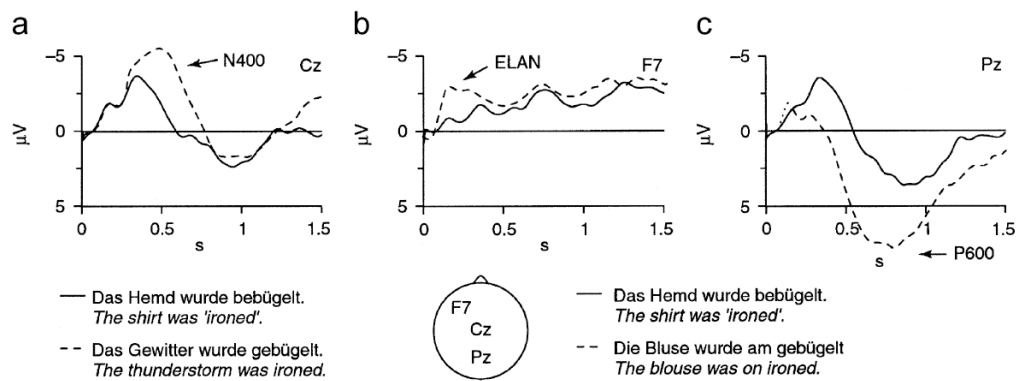 a
b
c
−5
0
5
μV
N400
Cz
0
0.5
1
1.5
s
−5
0
5
μV
ELAN
F7
0
0.5
1
1.5
s
−5
0
5
μV
Pz
P600
0
0.5
1
1.5
s
Das Hemd wurde bebügelt.
The shirt was 'ironed'.
Das Gewitter wurde gebügelt.
The thunderstorm was ironed.
F7
Cz
Pz
Das Hemd wurde bebügelt.
The shirt was 'ironed'.
Die Bluse wurde am gebügelt
The blouse was on ironed.